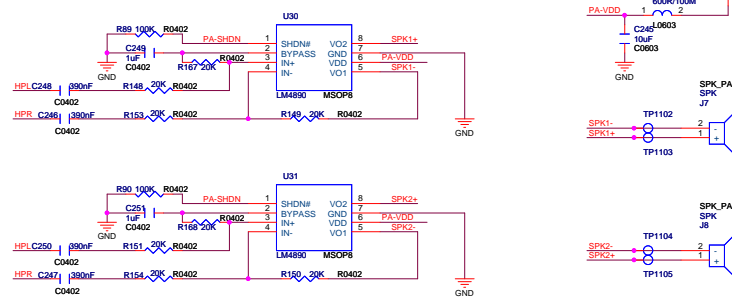 600R/100M
PA-VDD 1 2
L0603
C245
10uF
C0603
GND
U30
R89 100K R0402
PA-SHDN 1 SHDN# VO2 8 SPK1+
C249
1uF
C0402
2 BYPASS GND 7
R0402
3 IN+ VDD 6 PA-VDD
R167 20K
4 IN- VO1 5 SPK1-
GND
LM4890 MSOP8
HPL C248 390nF R148 20K R0402
C0402
HPR C246 390nF R153 20K R0402
C0402
R149 20K R0402
GND
SPK_PA
SPK
J7
TP1102
SPK1- 2 -
SPK1+ 1 +
TP1103
U31
R90 100K R0402
PA-SHDN 1 SHDN# VO2 8 SPK2+
C251
1uF
C0402
2 BYPASS GND 7
R0402
3 IN+ VDD 6 PA-VDD
R168 20K
4 IN- VO1 5 SPK2-
GND
LM4890 MSOP8
HPL C250 390nF R151 20K R0402
C0402
HPR C247 390nF R154 20K R0402
C0402
R150 20K R0402
GND
SPK_PA
SPK
J8
TP1104
SPK2- 2 -
SPK2+ 1 +
TP1105